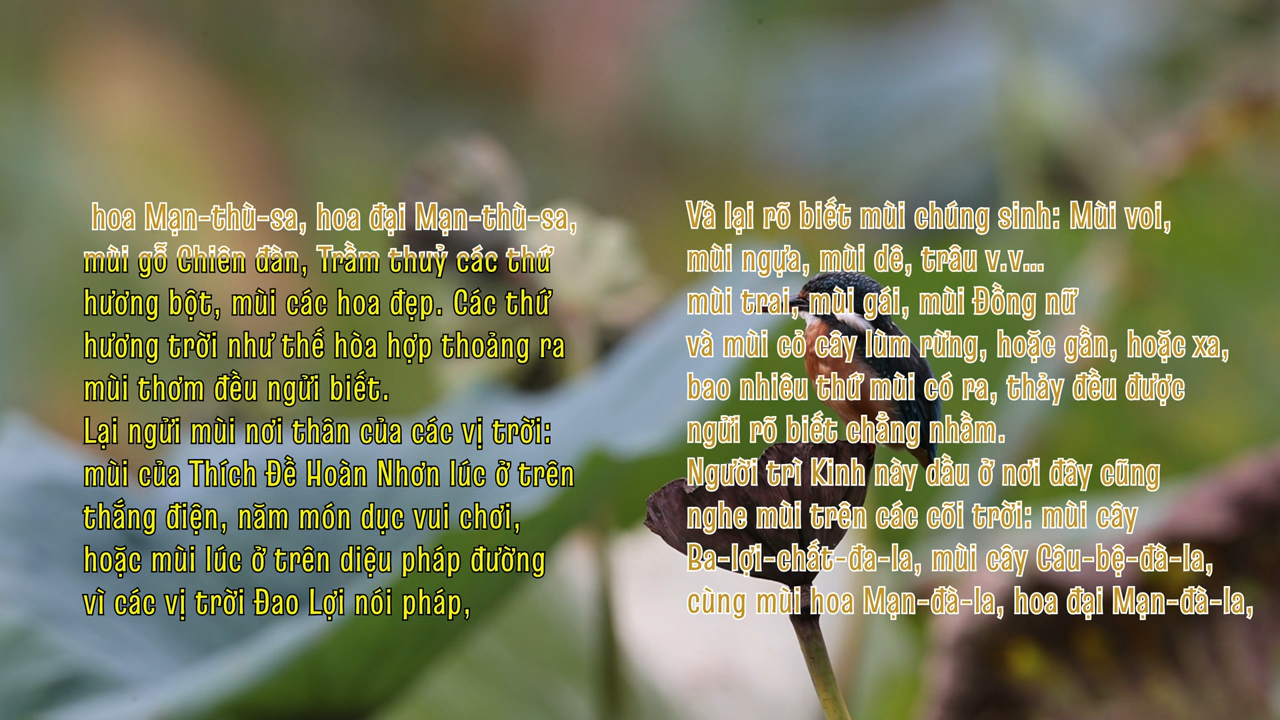 hoa Mạn-thù-sa, hoa đại Mạn-thù-sa,
mùi gỗ Chiên đàn, Trầm thuỷ các thứ
hương bột, mùi các hoa đẹp. Các thứ
hương trời như thế hòa hợp thoảng ra
mùi thơm đều ngửi biết.
Lại ngửi mùi nơi thân của các vị trời:
mùi của Thích Đề Hoàn Nhơn lúc ở trên
thắng điện, năm món dục vui chơi,
hoặc mùi lúc ở trên diệu pháp đường
vì các vị trời Đao Lợi nói pháp,
Và lại rõ biết mùi chúng sinh: Mùi voi,
mùi ngựa, mùi dê, trâu v.v...
mùi trai, mùi gái, mùi Đồng nữ
và mùi cỏ cây lùm rừng, hoặc gần, hoặc xa,
bao nhiêu thứ mùi có ra, thảy đều được
ngửi rõ biết chẳng nhầm.
Người trì Kinh này dầu ở nơi đây cũng
nghe mùi trên các cõi trời: mùi cây
Ba-lợi-chất-đa-la, mùi cây Câu-bệ-đà-la,
cùng mùi hoa Mạn-đà-la, hoa đại Mạn-đà-la,